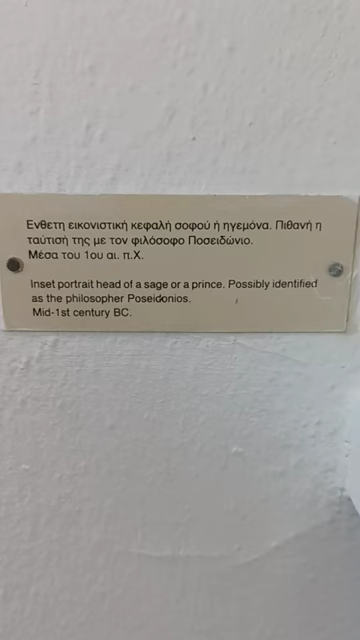 Ενθετη εικονιστική κεφαλή σοφού ή ηγεμόνα. Πιθανή η
ταύτισή της με τον φιλόσοφο Ποσειδώνιο.
Μέσα του 1ου αι. π.Χ.
Inset portrait head of a sage or a prince. Possibly identified
as the philosopher Poseidonios.
Mid-1st century BC.